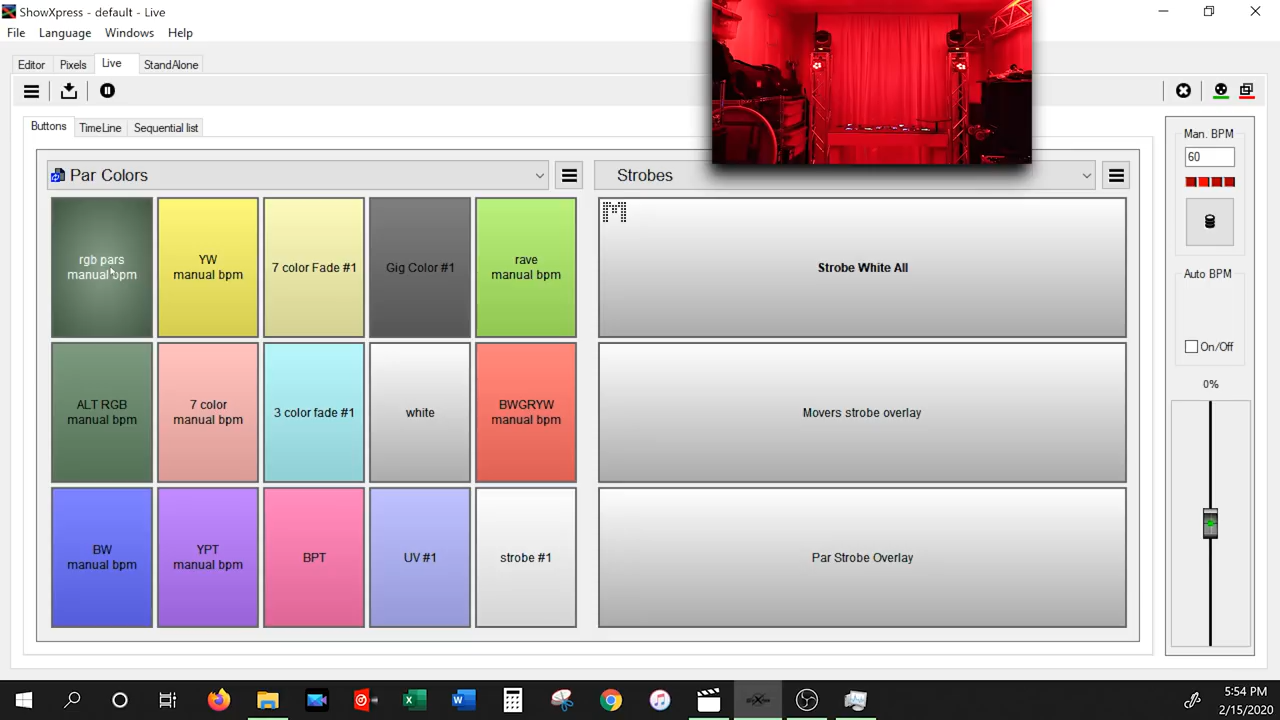 ShowXpress - default - Live
File Language Windows Help
Editor Pixels Live StandAlone
Buttons TimeLine Sequential list
Par Colors
Strobes
rgb pars
manual bpm
YW
manual bpm
7 color Fade #1
Gig Color #1
rave
manual bpm
ALT RGB
manual bpm
7 color
manual bpm
3 color fade #1
white
BWGRYW
manual bpm
BW
manual bpm
YPT
manual bpm
BPT
UV #1
strobe #1
M
Strobe White All
Movers strobe overlay
Par Strobe Overlay
Man. BPM
60
Auto BPM
On/Off
0%
5:54 PM
2/15/2020